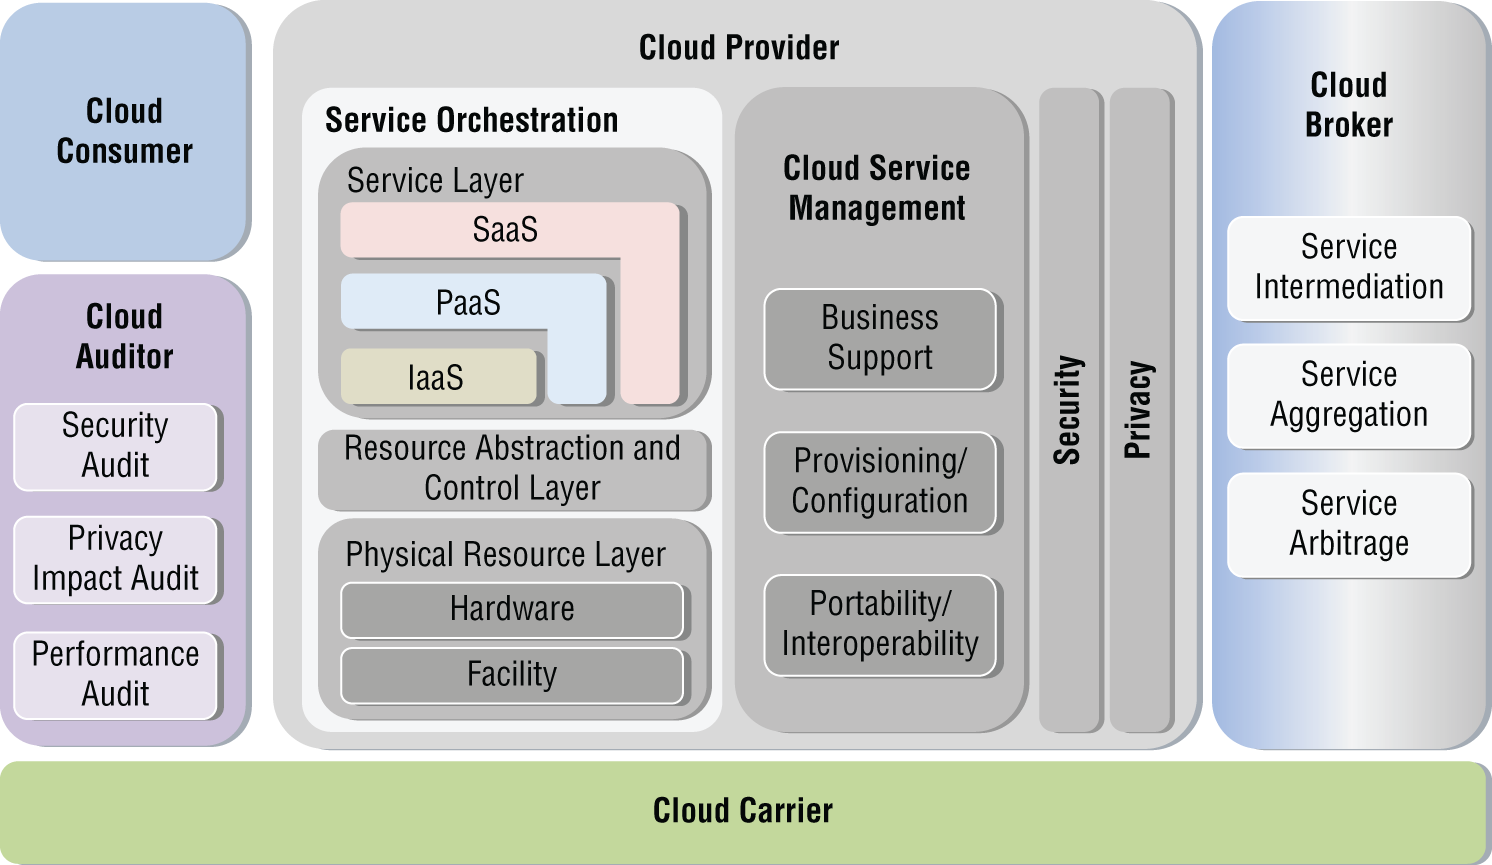 Cloud
Consumer
Cloud
Auditor
Security
Audit
Privacy
Impact Audit
Performance
Audit
Cloud Provider
Service Orchestration
Service Layer
SaaS
PaaS
IaaS
Resource Abstraction and
Control Layer
Physical Resource Layer
Hardware
Facility
Cloud Service
Management
Business
Support
Provisioning/
Configuration
Portability/
Interoperability
Security
Privacy
Cloud
Broker
Service
Intermediation
Service
Aggregation
Service
Arbitrage
Cloud Carrier